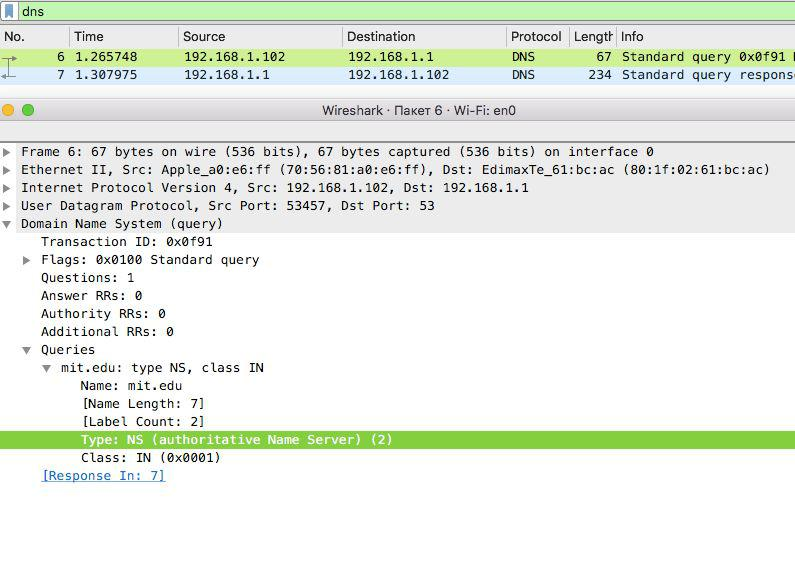 dns
No. Time Source Destination Protocol Length Info
6 1.265748 192.168.1.102 192.168.1.1 DNS 67 Standard query 0x0f91
7 1.307975 192.168.1.1 192.168.1.102 DNS 234 Standard query respons
Wireshark · Пакет 6 · Wi-Fi: en0
Frame 6: 67 bytes on wire (536 bits), 67 bytes captured (536 bits) on interface 0
Ethernet II, Src: Apple_a0:e6:ff (70:56:81:a0:e6:ff), Dst: EdimaxTe_61:bc:ac (80:1f:02:61:bc:ac)
Internet Protocol Version 4, Src: 192.168.1.102, Dst: 192.168.1.1
User Datagram Protocol, Src Port: 53457, Dst Port: 53
Domain Name System (query)
Transaction ID: 0x0f91
Flags: 0x0100 Standard query
Questions: 1
Answer RRs: 0
Authority RRs: 0
Additional RRs: 0
Queries
mit.edu: type NS, class IN
Name: mit.edu
[Name Length: 7]
[Label Count: 2]
Type: NS (authoritative Name Server) (2)
Class: IN (0x0001)
[Response In: 7]